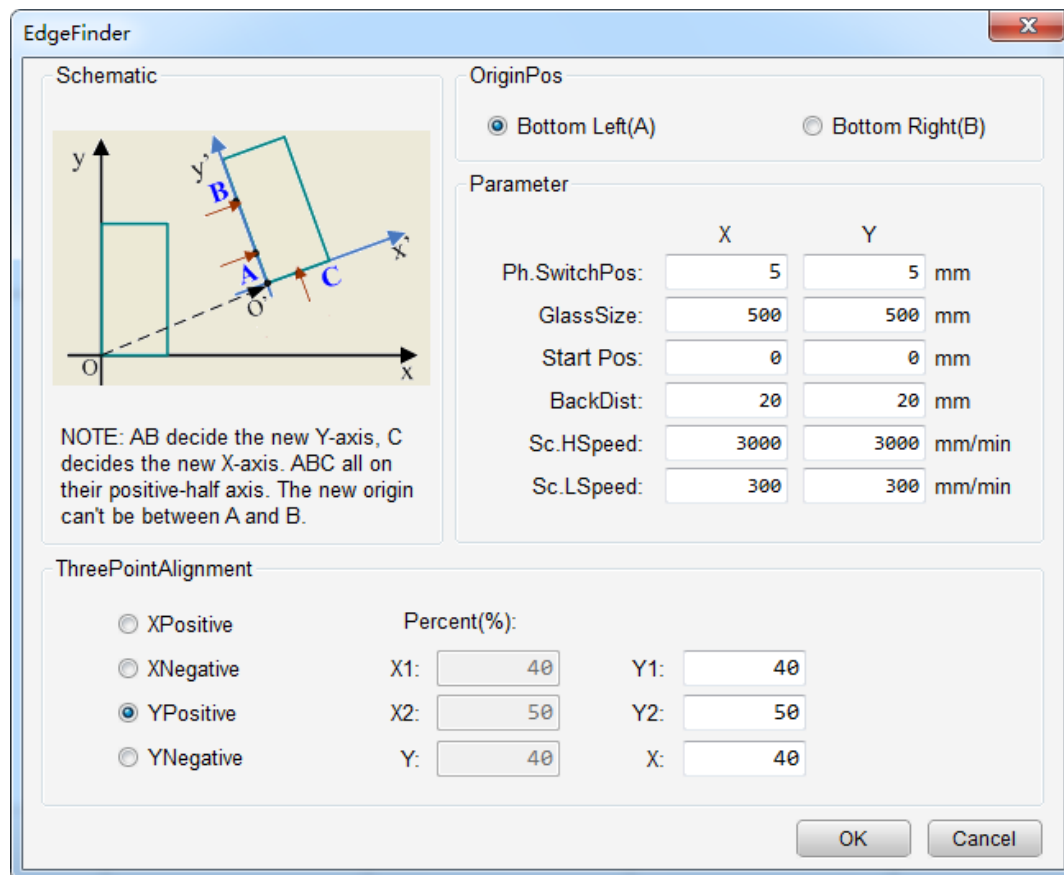 EdgeFinder
Schematic
y
y'
B
A
C
x'
O'
O
x
NOTE: AB decide the new Y-axis, C
decides the new X-axis. ABC all on
their positive-half axis. The new origin
can't be between A and B.
OriginPos
Bottom Left(A) Bottom Right(B)
Parameter
X Y
Ph.SwitchPos: 5 5 mm
GlassSize: 500 500 mm
Start Pos: 0 0 mm
BackDist: 20 20 mm
Sc.HSpeed: 3000 3000 mm/min
Sc.LSpeed: 300 300 mm/min
ThreePointAlignment
XPositive Percent(%):
XNegative X1: 40 Y1: 40
YPositive X2: 50 Y2: 50
YNegative Y: 40 X: 40
OK Cancel